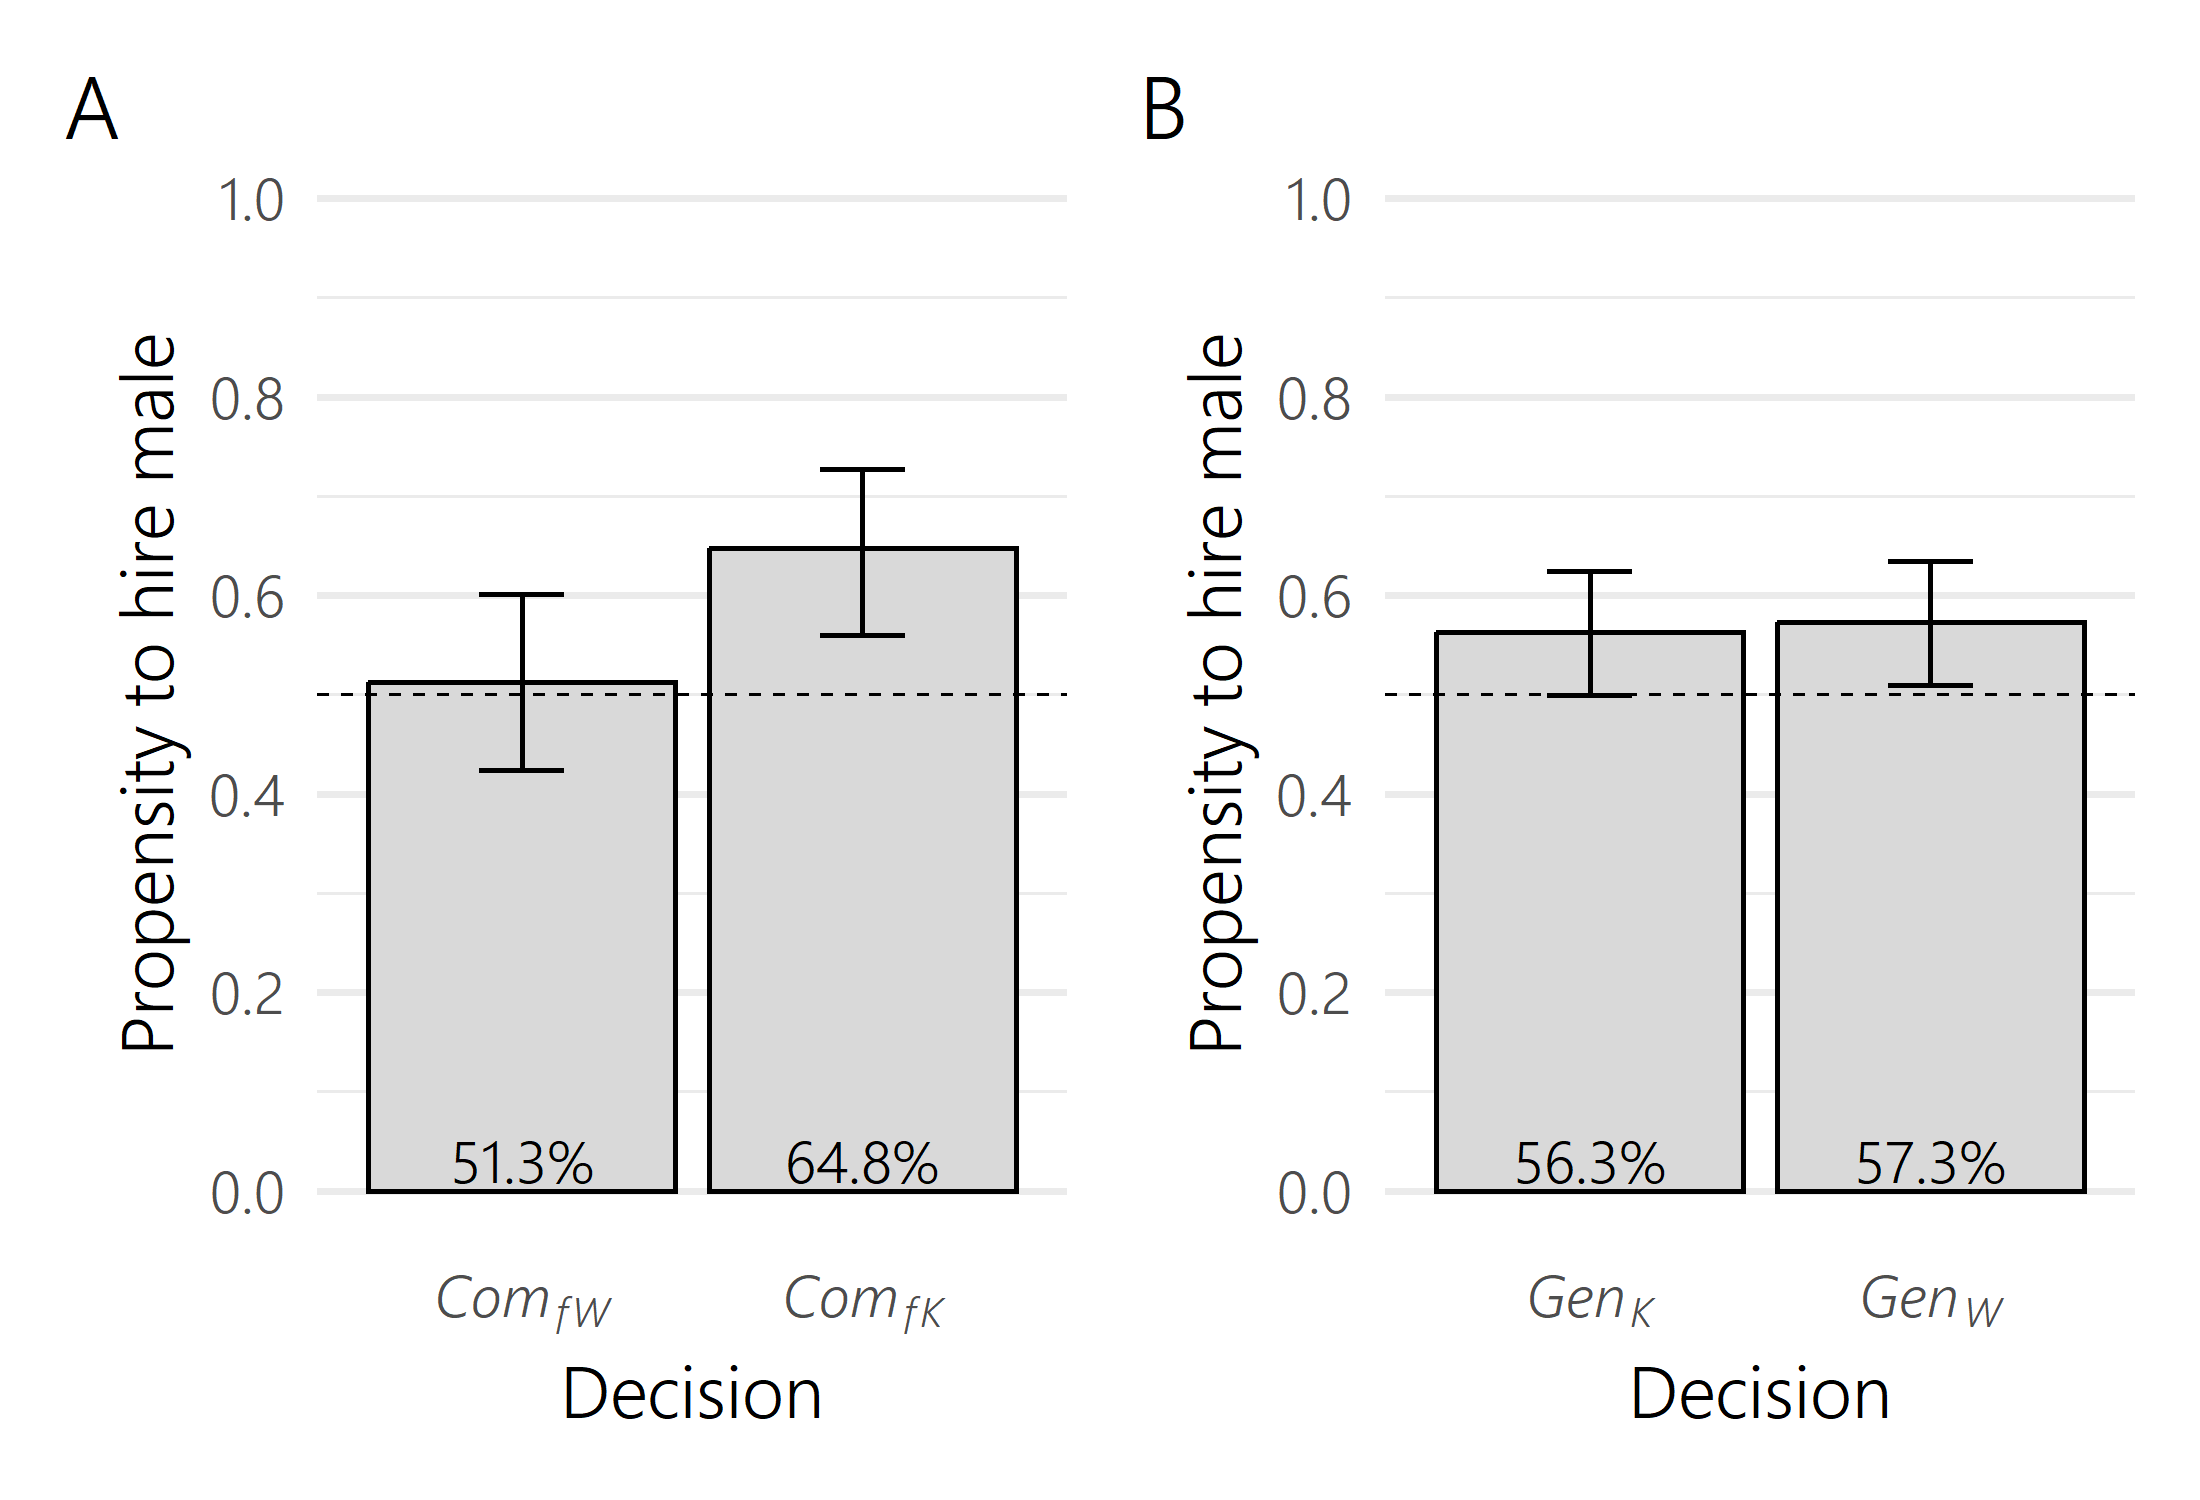 A
Propensity to hire male
1.0
0.8
0.6
0.4
0.2
0.0
51.3%
64.8%
Com fW
Com fK
Decision
B
Propensity to hire male
1.0
0.8
0.6
0.4
0.2
0.0
56.3%
57.3%
Gen K
Gen W
Decision